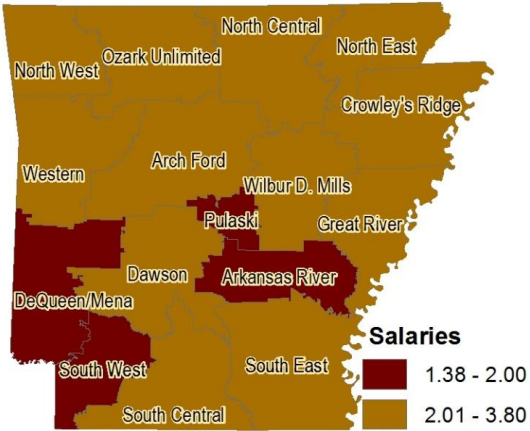 North Central
North East
Ozark Unlimited
North West
Crowley's Ridge
Arch Ford
Western
Wilbur D. Mills
Pulaski
Great River
Dawson
Arkansas River
DeQueen/Mena
South West
South East
South Central
Salaries
1.38 - 2.00
2.01 - 3.80